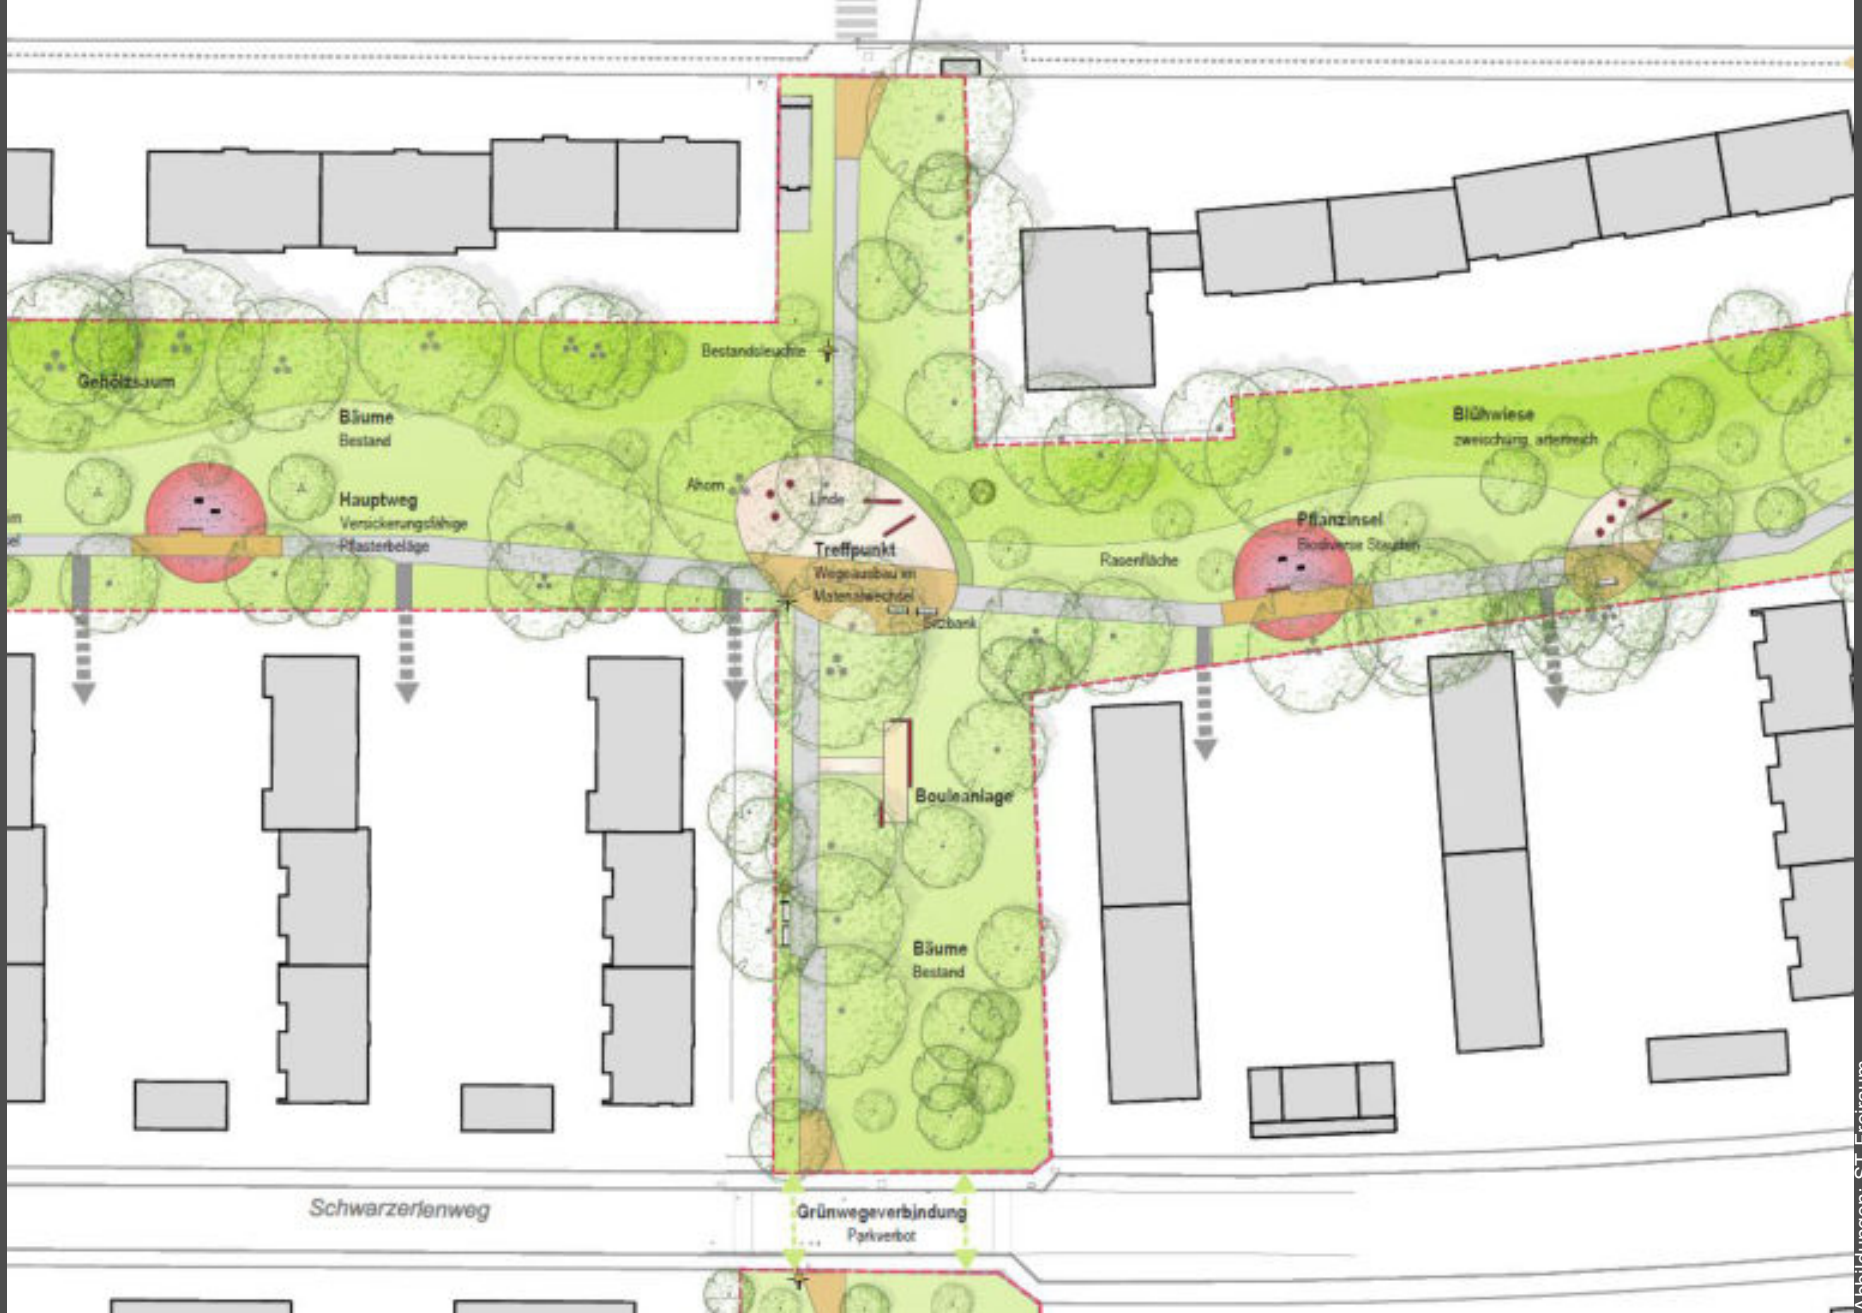 Bestandsleuchte
Gehölzsaum
Bäume
Bestand
Blühwiese
zweischürig, artenreich
Ahorn
Linde
Hauptweg
Versickerungsfähige
Pflasterbeläge
Treffpunkt
Wegeausbau im
Materialwechsel
Sitzbank
Rasenfläche
Pflanzinsel
Biodiverse Stauden
Bouleanlage
Bäume
Bestand
Schwarzerlenweg
Grünwegeverbindung
Parkverbot
Abbildungen: ST Freiraum